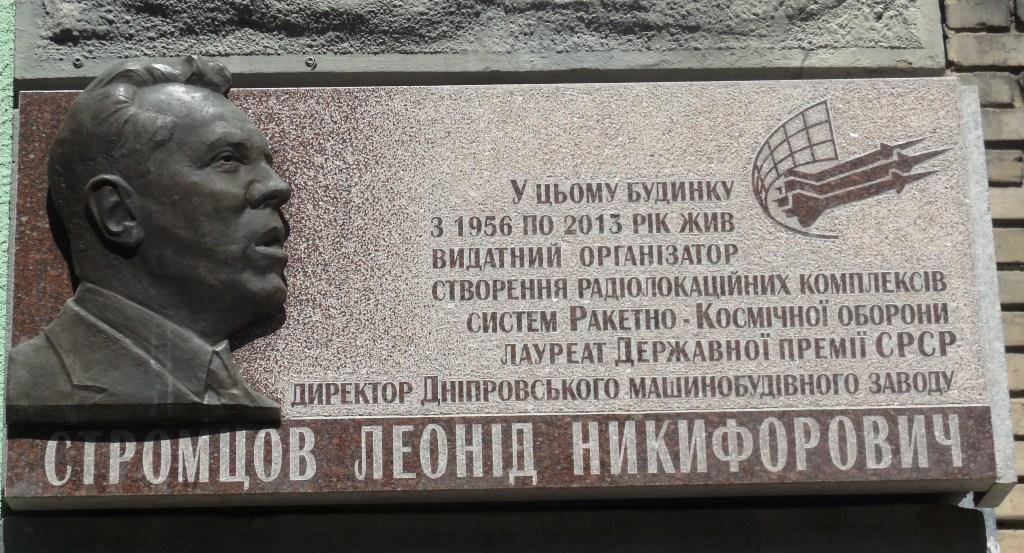 У ЦЬОМУ БУДИНКУ
З 1956 ПО 2013 РІК ЖИВ
ВИДАТНИЙ ОРГАНІЗАТОР
СТВОРЕННЯ РАДІОЛОКАЦІЙНИХ КОМПЛЕКСІВ
СИСТЕМ РАКЕТНО-КОСМІЧНОЇ ОБОРОНИ
ЛАУРЕАТ ДЕРЖАВНОЇ ПРЕМІЇ СРСР
ДИРЕКТОР ДНІПРОВСЬКОГО МАШИНОБУДІВНОГО ЗАВОДУ
СТРОМЦОВ ЛЕОНІД НИКИФОРОВИЧ